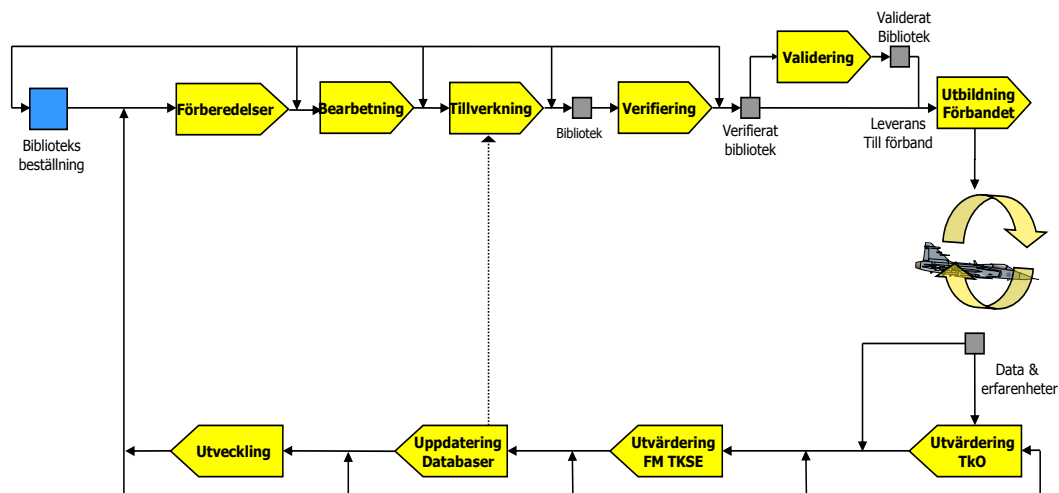 Validerat
Bibliotek
Validering
Förberedelser
Bearbetning
Tillverkning
Bibliotek
Verifiering
Utbildning
Förbandet
Biblioteks
beställning
Verifierat
bibliotek
Leverans
Till förband
Data &
erfarenheter
Utveckling
Uppdatering
Databaser
Utvärdering
FM TKSE
Utvärdering
TkO